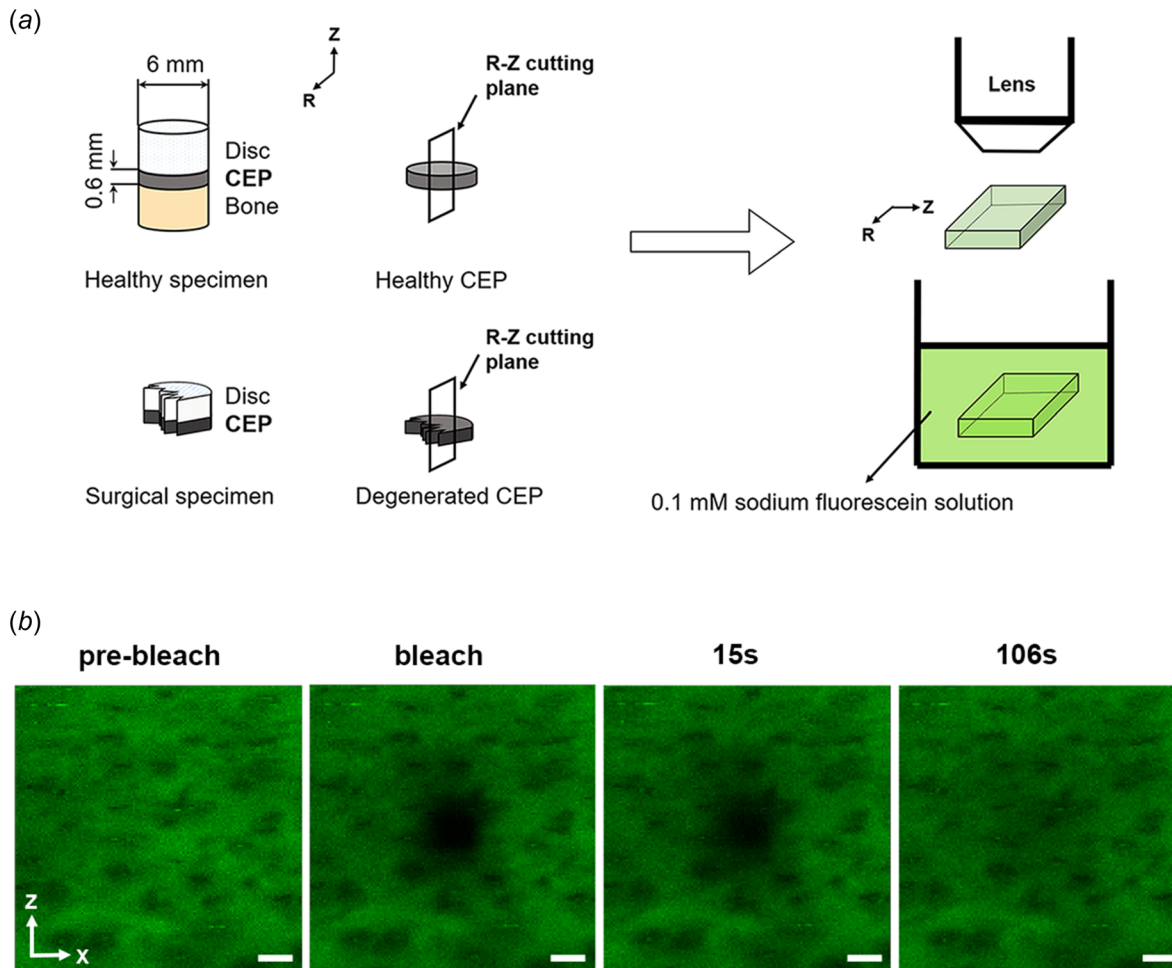 (a)
6 mm
0.6 mm
Disc
CEP
Bone
Z
R
Healthy specimen
R-Z cutting
plane
Healthy CEP
Disc
CEP
Surgical specimen
R-Z cutting
plane
Degenerated CEP
Lens
Z
R
0.1 mM sodium fluorescein solution
(b)
pre-bleach
bleach
15s
106s
Z
X